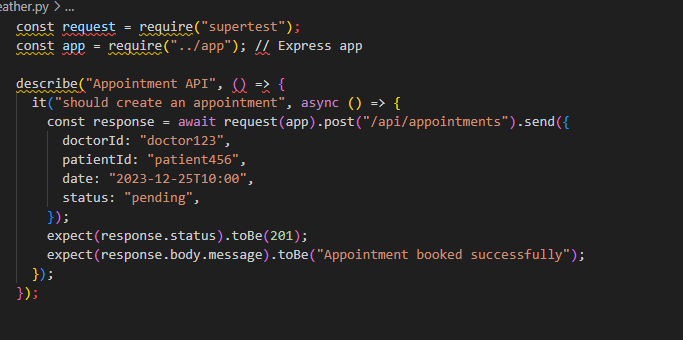 eather.py > ...
const request = require("supertest");
const app = require("../app"); // Express app
describe("Appointment API", () => {
it("should create an appointment", async () => {
const response = await request(app).post("/api/appointments").send({
doctorId: "doctor123",
patientId: "patient456",
date: "2023-12-25T10:00",
status: "pending",
});
expect(response.status).toBe(201);
expect(response.body.message).toBe("Appointment booked successfully");
});
});